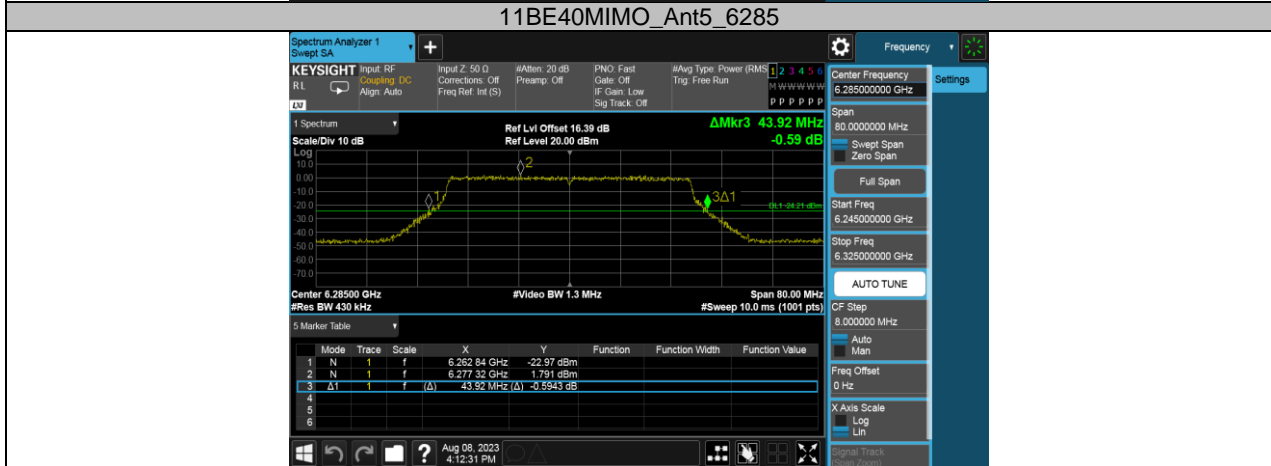 11BE40MIMO_Ant5_6285
Spectrum Analyzer 1
Swept SA
Frequency
KEYSIGHT Input: RF Input Z: 50 Ω #Atten: 20 dB PNO: Fast #Avg Type: Power (RMS 1 2 3 4 5 6
RL Coupling: DC Corrections: Off Preamp: Off Gate: Off Trig: Free Run M W W W W W
Align: Auto Freq Ref: Int (S) IF Gain: Low
Sig Track: Off P P P P P P
LXI
1 Spectrum
Ref Lvl Offset 16.39 dB
ΔMkr3 43.92 MHz
Scale/Div 10 dB
Ref Level 20.00 dBm
-0.59 dB
Log
10.0
0.00
-10.0
-20.0
-30.0
-40.0
-50.0
-60.0
-70.0
2
1
3Δ1
DL1 -24.21 dBm
Center 6.28500 GHz #Video BW 1.3 MHz Span 80.00 MHz
#Res BW 430 kHz #Sweep 10.0 ms (1001 pts)
5 Marker Table
Mode Trace Scale X Y Function Function Width Function Value
1 N 1 f 6.262 84 GHz -22.97 dBm
2 N 1 f 6.277 32 GHz 1.791 dBm
3 Δ1 1 f (Δ) 43.92 MHz (Δ) -0.5943 dB
4
5
6
Center Frequency
6.285000000 GHz
Settings
Span
80.0000000 MHz
Swept Span
Zero Span
Full Span
Start Freq
6.245000000 GHz
Stop Freq
6.325000000 GHz
AUTO TUNE
CF Step
8.000000 MHz
Auto
Man
Freq Offset
0 Hz
X Axis Scale
Log
Lin
Signal Track
(Span Zoom)
?
Aug 08, 2023
4:12:31 PM